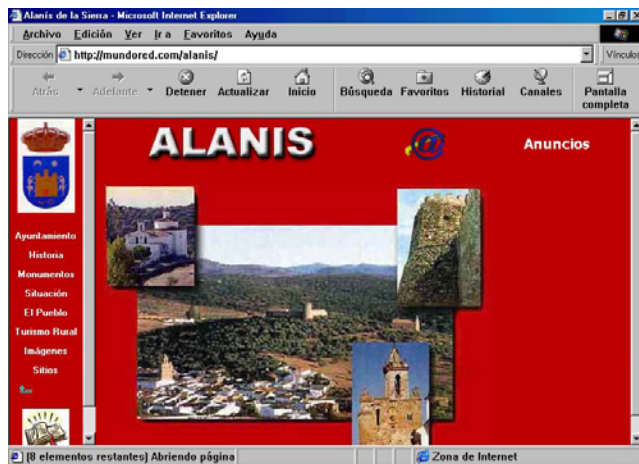 Alanís de la Sierra - Microsoft Internet Explorer
Archivo Edición Ver Ir a Favoritos Ayuda
Dirección http://mundored.com/alanis/ Vínculos
Atrás Adelante Detener Actualizar Inicio Búsqueda Favoritos Historial Canales Pantalla completa
ALANIS
@
Anuncios
Ayuntamiento
Historia
Monumentos
Situación
El Pueblo
Turismo Rural
Imágenes
Sitios
(8 elementos restantes) Abriendo página Zona de Internet